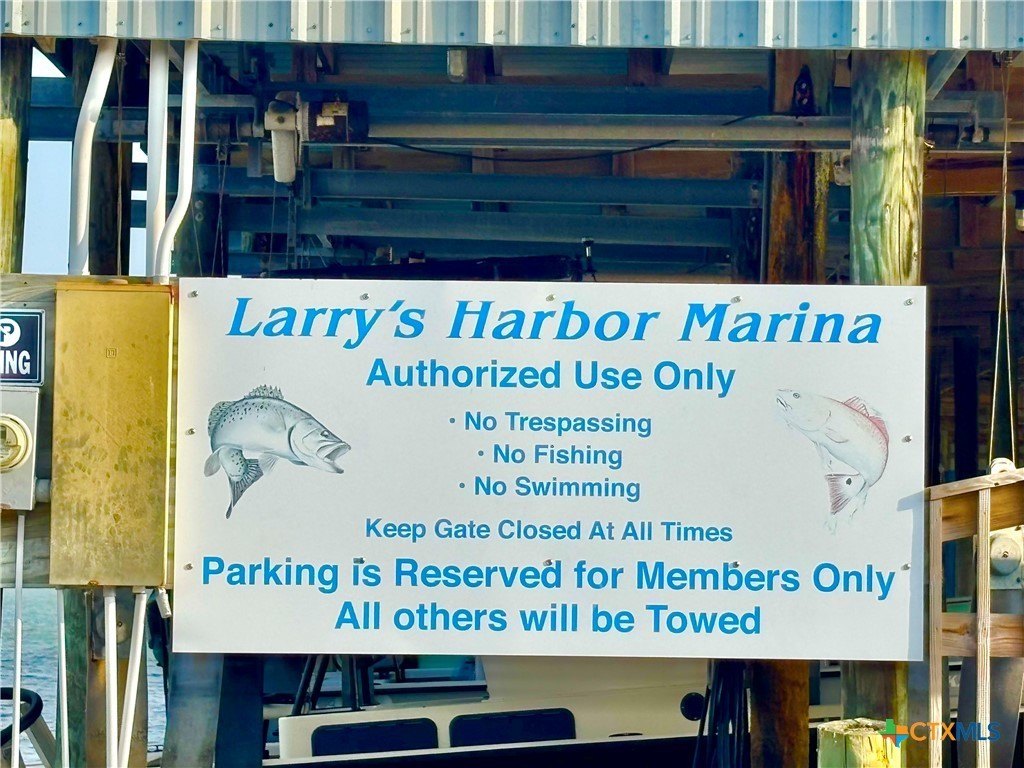 Larry's Harbor Marina
Authorized Use Only
· No Trespassing
· No Fishing
· No Swimming
Keep Gate Closed At All Times
Parking is Reserved for Members Only
All others will be Towed
P
ING
CTXMLS